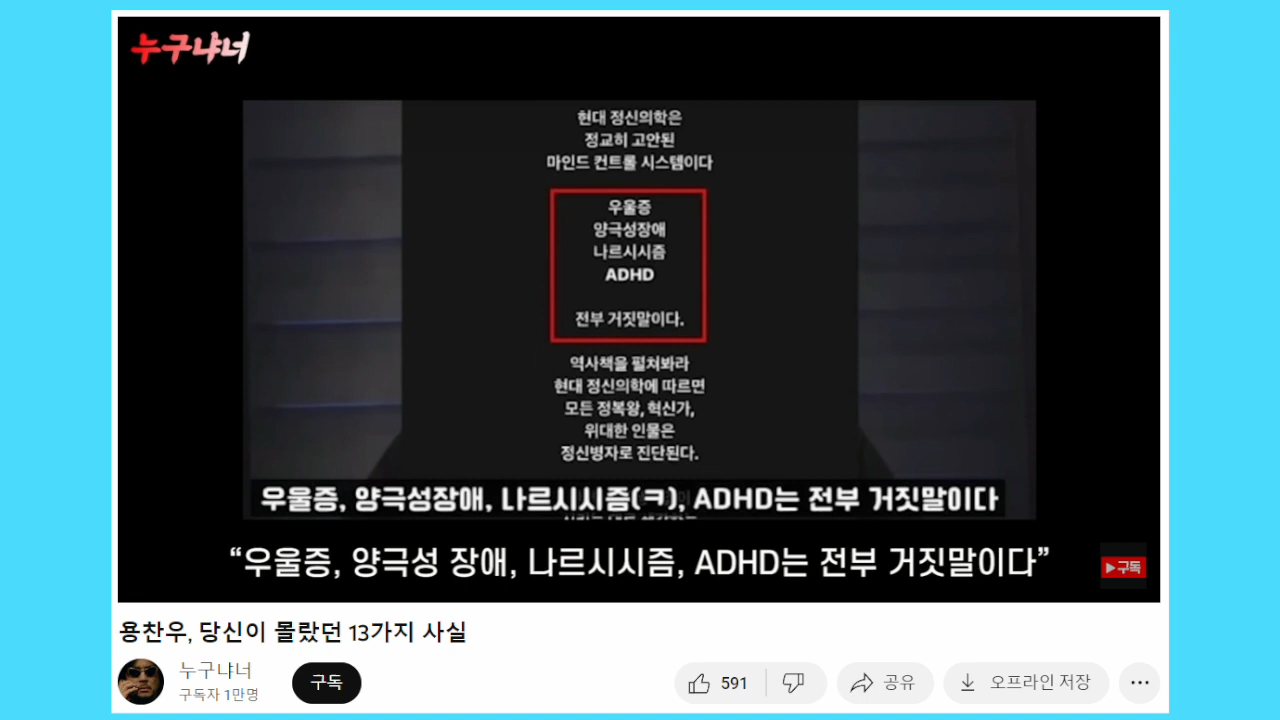 누구냐너
현대 정신의학은
정교히 고안된
마인드 컨트롤 시스템이다
우울증
양극성장애
나르시시즘
ADHD
전부 거짓말이다.
역사책을 펼쳐봐라
현대 정신의학에 따르면
모든 정복왕, 혁신가,
위대한 인물은
정신병자로 진단된다.
우울증, 양극성장애, 나르시시즘(ㅋ), ADHD는 전부 거짓말이다
“우울증, 양극성 장애, 나르시시즘, ADHD는 전부 거짓말이다”
▶구독
용찬우, 당신이 몰랐던 13가지 사실
누구냐너
구독자 1만명
구독
591
공유
오프라인 저장